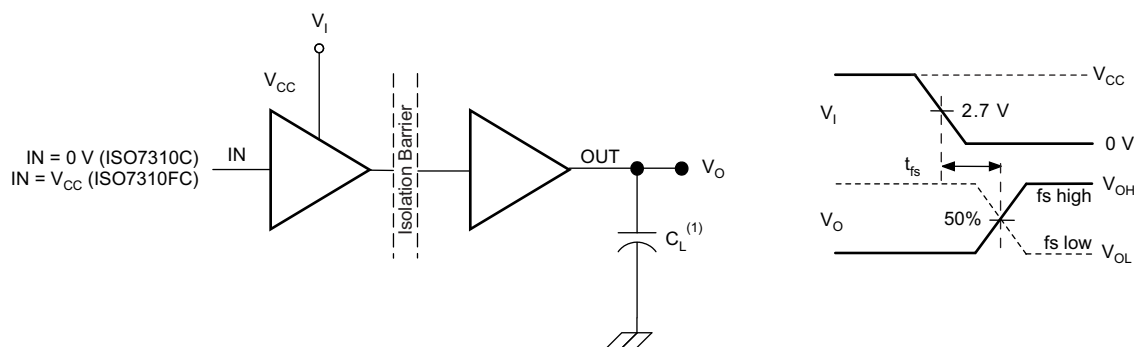 V_I
V_CC
IN = 0 V (ISO7310C)
IN = V_CC (ISO7310FC)
IN
Isolation Barrier
OUT
V_O
C_L^(1)
V_I
V_CC
2.7 V
0 V
t_fs
V_O
50%
fs high
V_OH
fs low
V_OL